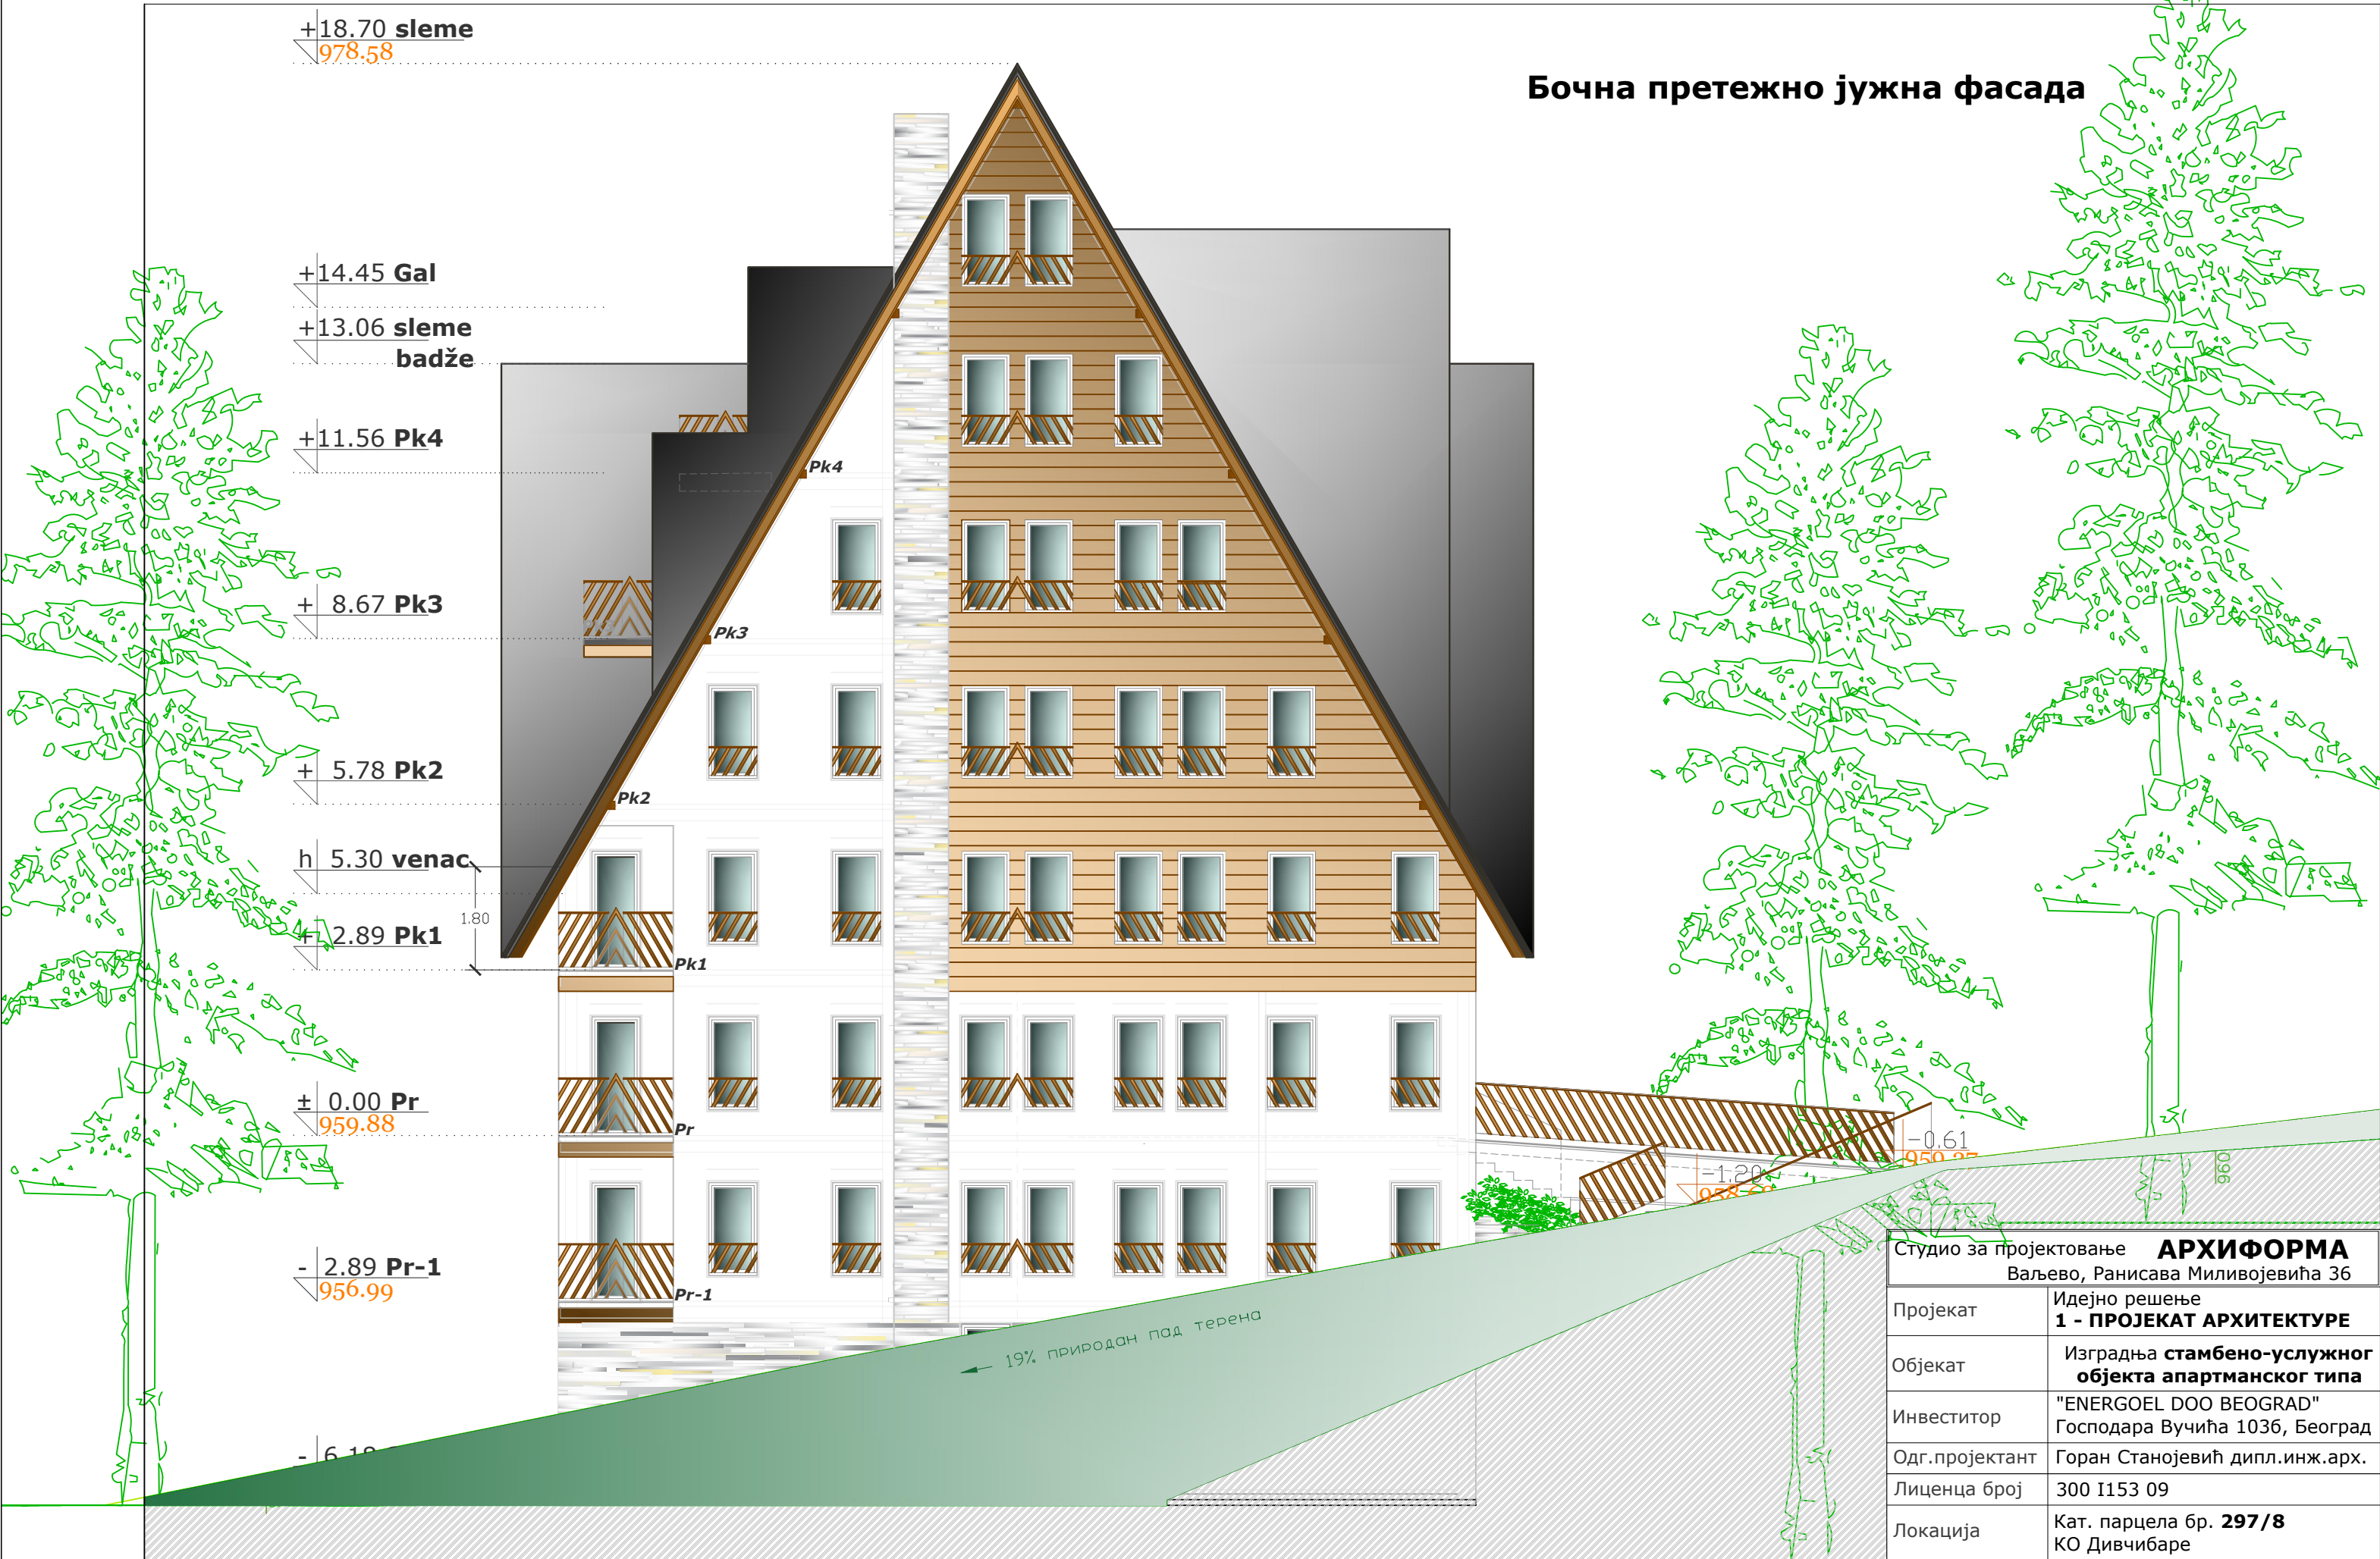 +18.70 sleme
978.58
Бочна претежно јужна фасада
+14.45 Gal
+13.06 sleme
badže
+11.56 Pk4
Pk4
+ 8.67 Pk3
Pk3
+ 5.78 Pk2
Pk2
h 5.30 venac
1.80
+ 2.89 Pk1
Pk1
± 0.00 Pr
959.88
Pr
-0.61
959.27
-1.20
960
- 2.89 Pr-1
956.99
Pr-1
19% природан пад терена
Студио за пројектовање АРХИФОРМА
Ваљево, Ранисава Миливојевића 36
Пројекат
Идејно решење
1 - ПРОЈЕКАТ АРХИТЕКТУРЕ
Објекат
Изградња стамбено-услужног
објекта апартманског типа
Инвеститор
"ENERGOEL DOO BEOGRAD"
Господара Вучића 103б, Београд
Одг.пројектант
Горан Станојевић дипл.инж.арх.
Лиценца број
300 I153 09
Локација
Кат. парцела бр. 297/8
КО Дивчибаре